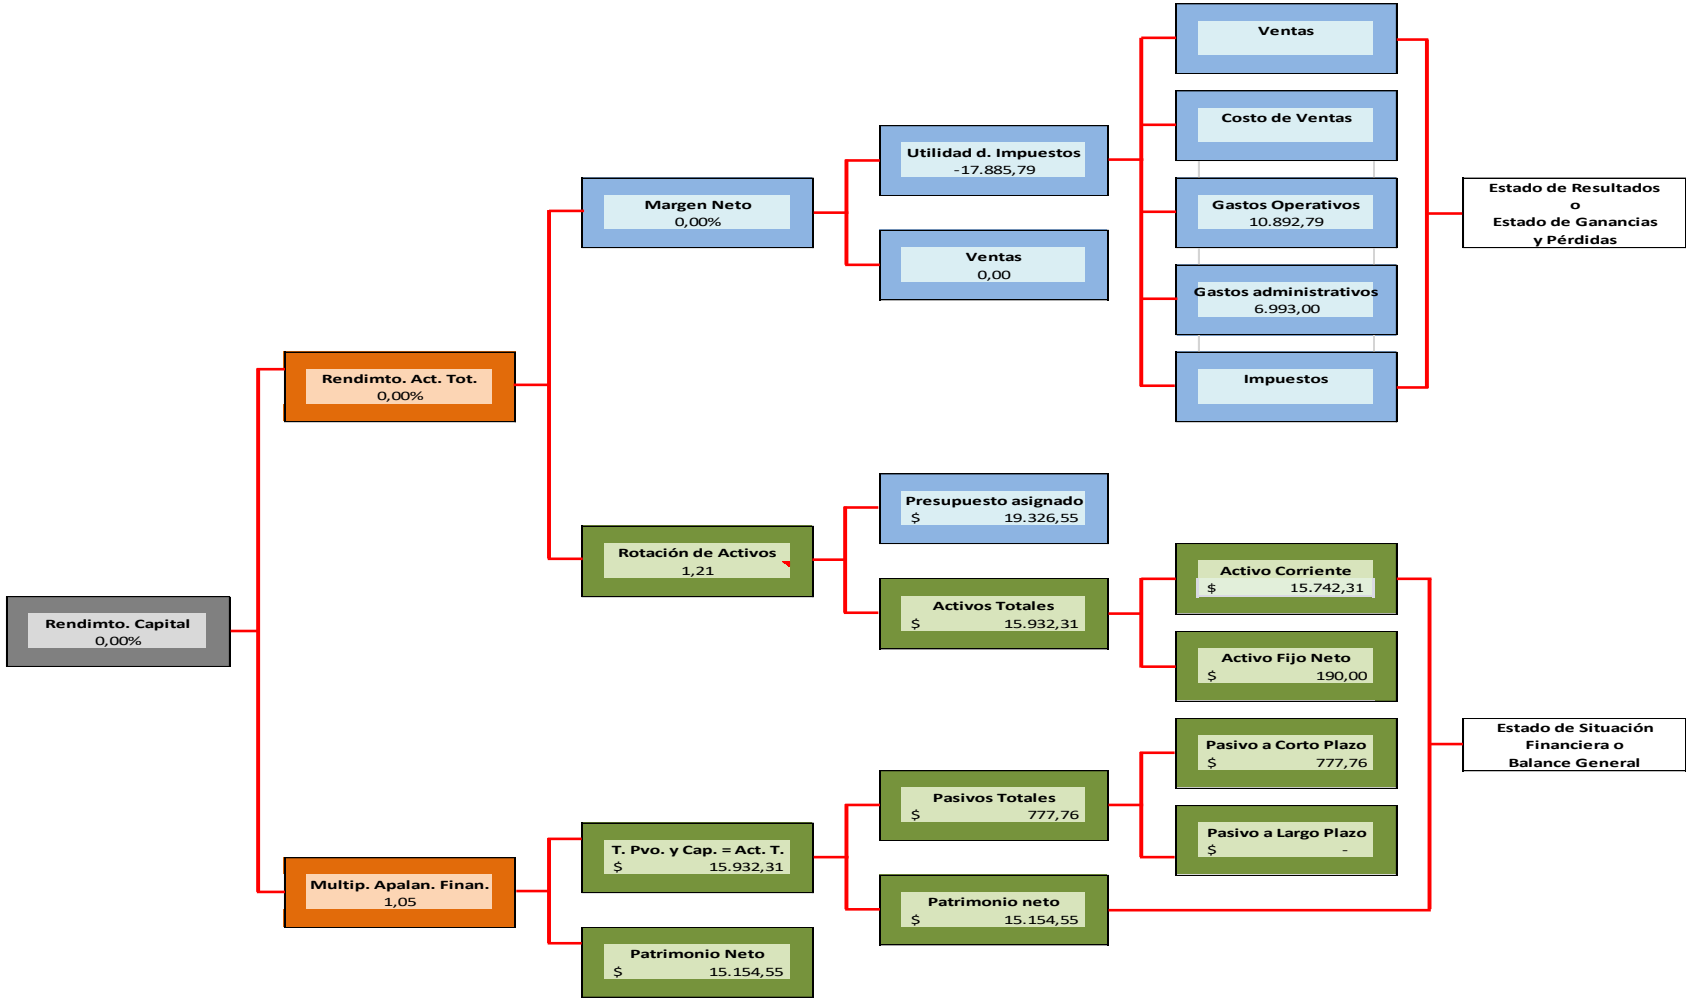 Ventas
Costo de Ventas
Utilidad d. Impuestos
-17.885,79
Margen Neto
0,00%
Gastos Operativos
10.892,79
Estado de Resultados
o
Estado de Ganancias
y Pérdidas
Ventas
0,00
Gastos administrativos
6.993,00
Rendimto. Act. Tot.
0,00%
Impuestos
Presupuesto asignado
$ 19.326,55
Rotación de Activos
1,21
Activo Corriente
$ 15.742,31
Activos Totales
$ 15.932,31
Rendimto. Capital
0,00%
Activo Fijo Neto
$ 190,00
Pasivo a Corto Plazo
$ 777,76
Estado de Situación
Financiera o
Balance General
Pasivos Totales
$ 777,76
Pasivo a Largo Plazo
$ -
T. Pvo. y Cap. = Act. T.
$ 15.932,31
Multip. Apalan. Finan.
1,05
Patrimonio neto
$ 15.154,55
Patrimonio Neto
$ 15.154,55